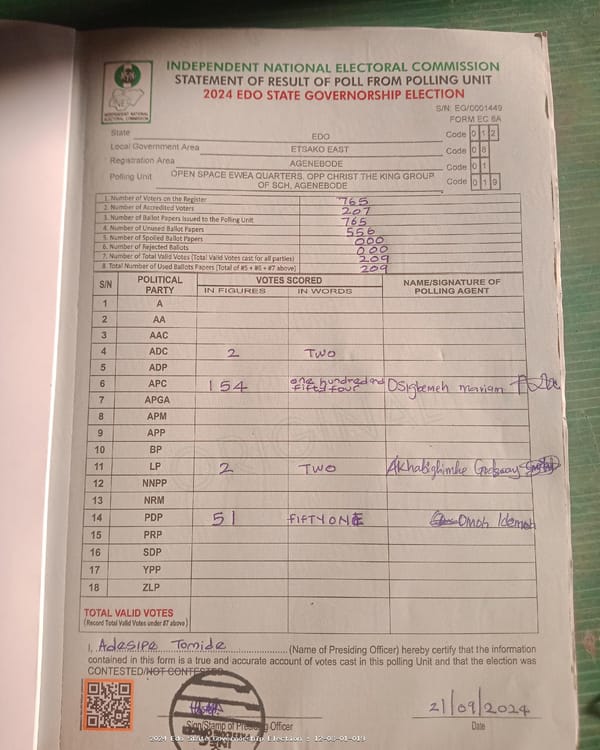 INDEPENDENT NATIONAL ELECTORAL COMMISSION
STATEMENT OF RESULT OF POLL FROM POLLING UNIT
2024 EDO STATE GOVERNORSHIP ELECTION
INDEPENDENT NATIONAL ELECTORAL COMMISSION
S/N: EG/0001449
FORM EC 8A
State EDO Code 0 1 2
Local Government Area ETSAKO EAST Code 0 8
Registration Area AGENEBODE Code 0 1
Polling Unit OPEN SPACE EWEA QUARTERS, OPP CHRIST THE KING GROUP OF SCH, AGENEBODE Code 0 1 9
1. Number of Voters on the Register 765
2. Number of Accredited Voters 207
3. Number of Ballot Papers Issued to the Polling Unit 765
4. Number of Unused Ballot Papers 556
5. Number of Spoiled Ballot Papers 000
6. Number of Rejected Ballots 000
7. Number of Total Valid Votes (Total Valid Votes cast for all parties) 209
8. Total Number of Used Ballots Papers (Total of #5 + #6 + #7 above) 209
S/N POLITICAL PARTY VOTES SCORED IN FIGURES IN WORDS NAME/SIGNATURE OF POLLING AGENT
1 A
2 AA
3 AAC
4 ADC 2 TWO
5 ADP
6 APC 154 one hundred and fifty four Osigbemeh mariam
7 APGA
8 APM
9 APP
10 BP
11 LP 2 TWO Akhabighimhe Godsway
12 NNPP
13 NRM
14 PDP 51 FIFTY ONE Omoh Idemoh
15 PRP
16 SDP
17 YPP
18 ZLP
TOTAL VALID VOTES
(Record Total Valid Votes under #7 above)
ORIGINAL
I, Adesipe Tomide (Name of Presiding Officer) hereby certify that the information
contained in this form is a true and accurate account of votes cast in this polling Unit and that the election was
CONTESTED/NOT CONTESTED
21/09/2024
Sign/Stamp of Presiding Officer Date
2024 Edo State Governorship Election : 12-08-01-019